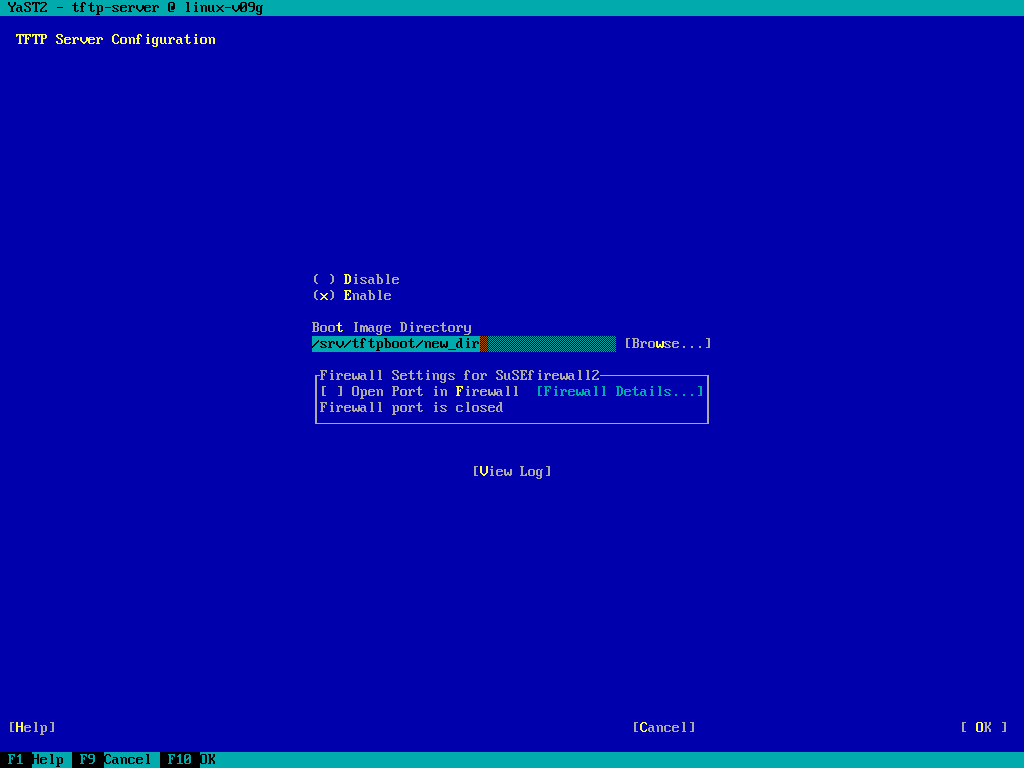 YaST2 - tftp-server @ linux-v09g
TFTP Server Configuration
( ) Disable
(x) Enable
Boot Image Directory
/srv/tftpboot/new_dir [Browse...]
Firewall Settings for SuSEfirewall2
[ ] Open Port in Firewall [Firewall Details...]
Firewall port is closed
[View Log]
[Help] [Cancel] [ OK ]
F1 Help F9 Cancel F10 OK